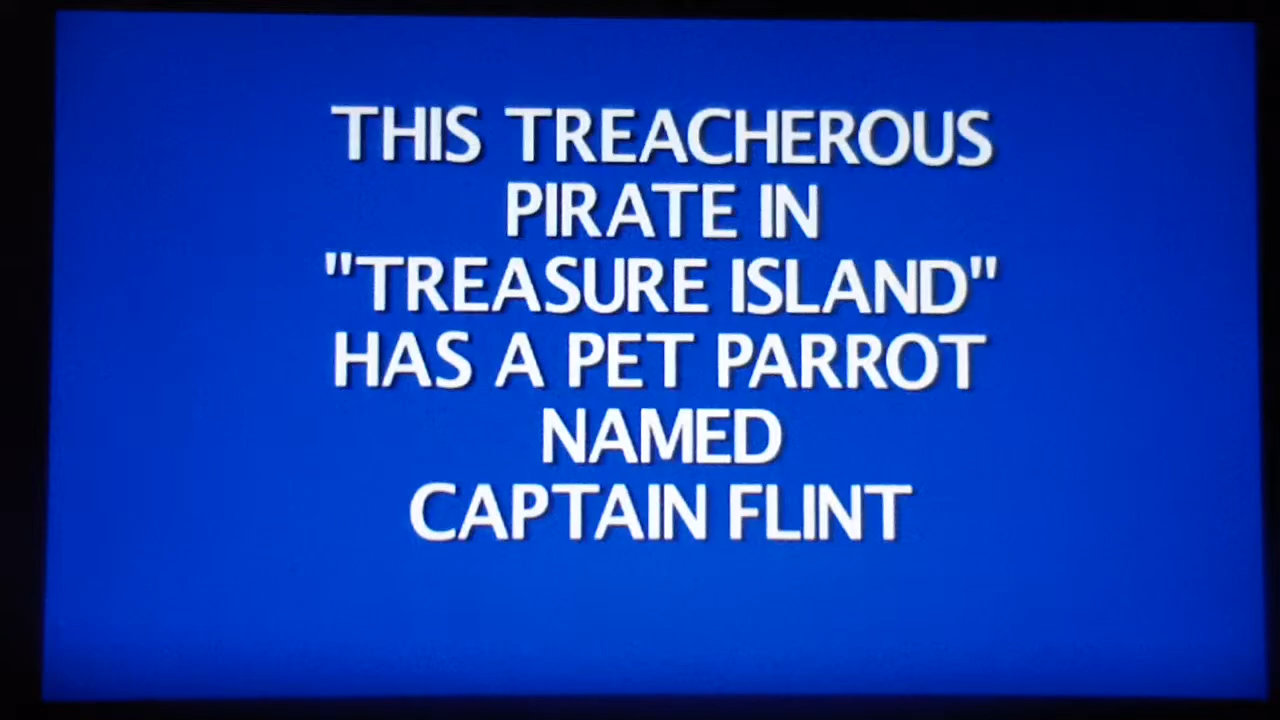 THIS TREACHEROUS
PIRATE IN
"TREASURE ISLAND"
HAS A PET PARROT
NAMED
CAPTAIN FLINT